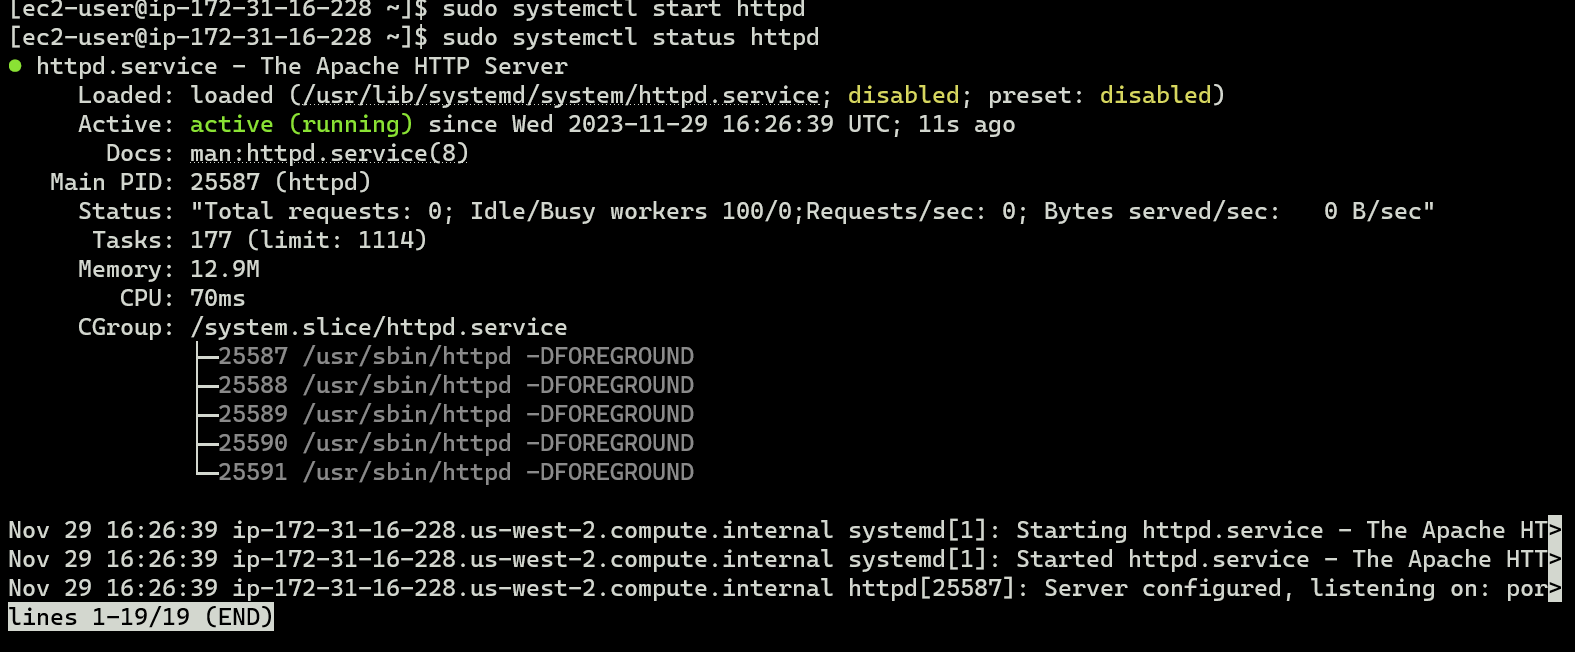 [ec2-user@ip-172-31-16-228 ~]$ sudo systemctl start httpd
[ec2-user@ip-172-31-16-228 ~]$ sudo systemctl status httpd
● httpd.service - The Apache HTTP Server
     Loaded: loaded (/usr/lib/systemd/system/httpd.service; disabled; preset: disabled)
     Active: active (running) since Wed 2023-11-29 16:26:39 UTC; 11s ago
       Docs: man:httpd.service(8)
   Main PID: 25587 (httpd)
     Status: "Total requests: 0; Idle/Busy workers 100/0;Requests/sec: 0; Bytes served/sec:   0 B/sec"
      Tasks: 177 (limit: 1114)
     Memory: 12.9M
        CPU: 70ms
     CGroup: /system.slice/httpd.service
             ├─25587 /usr/sbin/httpd -DFOREGROUND
             ├─25588 /usr/sbin/httpd -DFOREGROUND
             ├─25589 /usr/sbin/httpd -DFOREGROUND
             ├─25590 /usr/sbin/httpd -DFOREGROUND
             └─25591 /usr/sbin/httpd -DFOREGROUND
Nov 29 16:26:39 ip-172-31-16-228.us-west-2.compute.internal systemd[1]: Starting httpd.service - The Apache HT>
Nov 29 16:26:39 ip-172-31-16-228.us-west-2.compute.internal systemd[1]: Started httpd.service - The Apache HTT>
Nov 29 16:26:39 ip-172-31-16-228.us-west-2.compute.internal httpd[25587]: Server configured, listening on: por>
lines 1-19/19 (END)